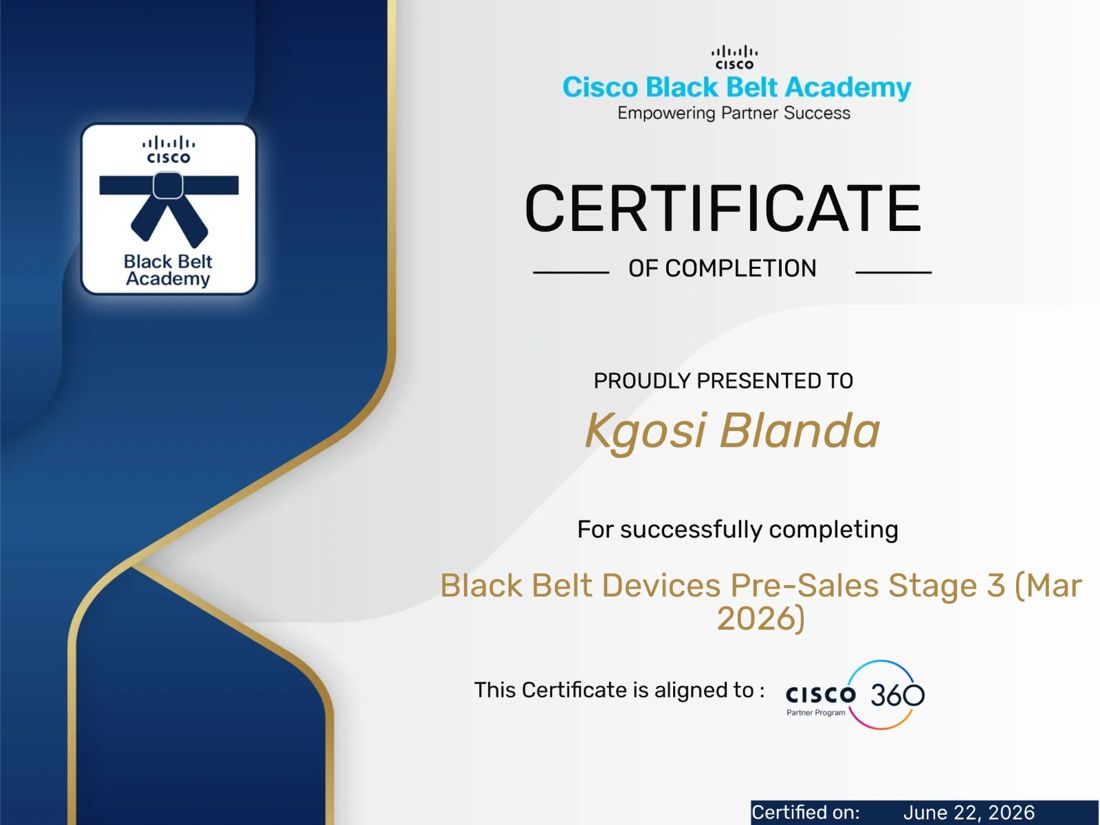 CISCO
Cisco Black Belt Academy
Empowering Partner Success
CISCO
Black Belt
Academy
CERTIFICATE
OF COMPLETION
PROUDLY PRESENTED TO
Kgosi Blanda
For successfully completing
Black Belt Devices Pre-Sales Stage 3 (Mar
2026)
This Certificate is aligned to :
CISCO 360
Partner Program
Certified on: June 22, 2026